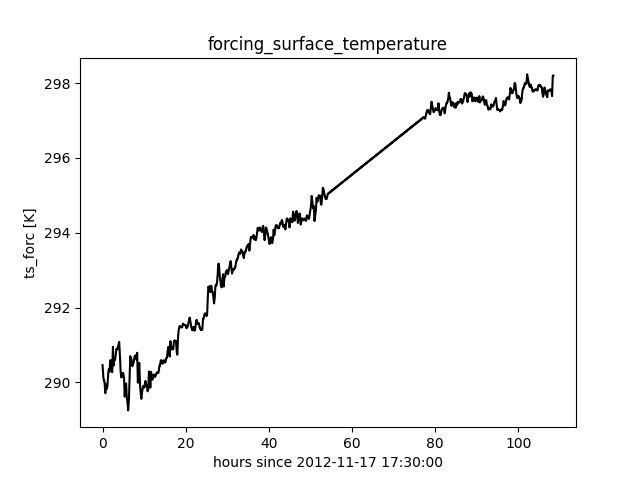 forcing_surface_temperature
ts_forc [K]
298
296
294
292
290
0 20 40 60 80 100
hours since 2012-11-17 17:30:00